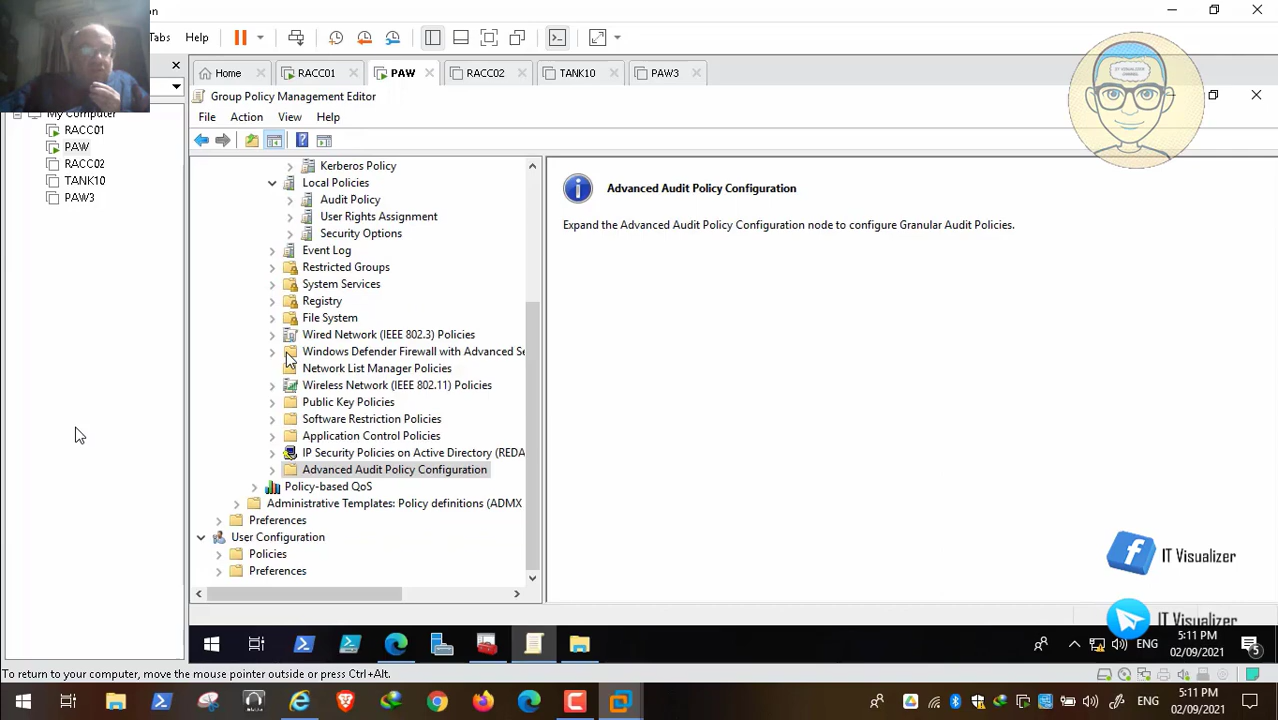 on
Tabs
Help
Home
RACC01
PAW
RACC02
TANK10
PAW3
IT VISUALIZER
CHANNEL
My Computer
RACC01
PAW
RACC02
TANK10
PAW3
Group Policy Management Editor
File
Action
View
Help
Kerberos Policy
Local Policies
Audit Policy
User Rights Assignment
Security Options
Event Log
Restricted Groups
System Services
Registry
File System
Wired Network (IEEE 802.3) Policies
Windows Defender Firewall with Advanced Se
Network List Manager Policies
Wireless Network (IEEE 802.11) Policies
Public Key Policies
Software Restriction Policies
Application Control Policies
IP Security Policies on Active Directory (REDA
Advanced Audit Policy Configuration
Policy-based QoS
Administrative Templates: Policy definitions (ADMX
Preferences
User Configuration
Policies
Preferences
Advanced Audit Policy Configuration
Expand the Advanced Audit Policy Configuration node to configure Granular Audit Policies.
IT Visualizer
IT Visualizer
ENG
5:11 PM
02/09/2021
5
To return to your computer, move the mouse pointer outside or press Ctrl+Alt.
ENG
5:11 PM
02/09/2021